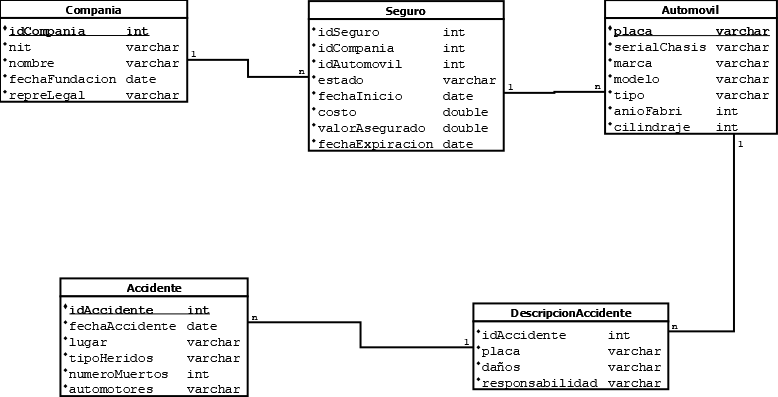 Compania
idCompania int
nit varchar
nombre varchar
fechaFundacion date
repreLegal varchar
1
n
Seguro
idSeguro int
idCompania int
idAutomovil int
estado varchar
fechaInicio date
costo double
valorAsegurado double
fechaExpiracion date
1
n
Automovil
placa varchar
serialChasis varchar
marca varchar
modelo varchar
tipo varchar
anioFabri int
cilindraje int
1
Accidente
idAccidente int
fechaAccidente date
lugar varchar
tipoHeridos varchar
numeroMuertos int
automotores varchar
n
1
DescripcionAccidente
idAccidente int
placa varchar
daños varchar
responsabilidad varchar
n